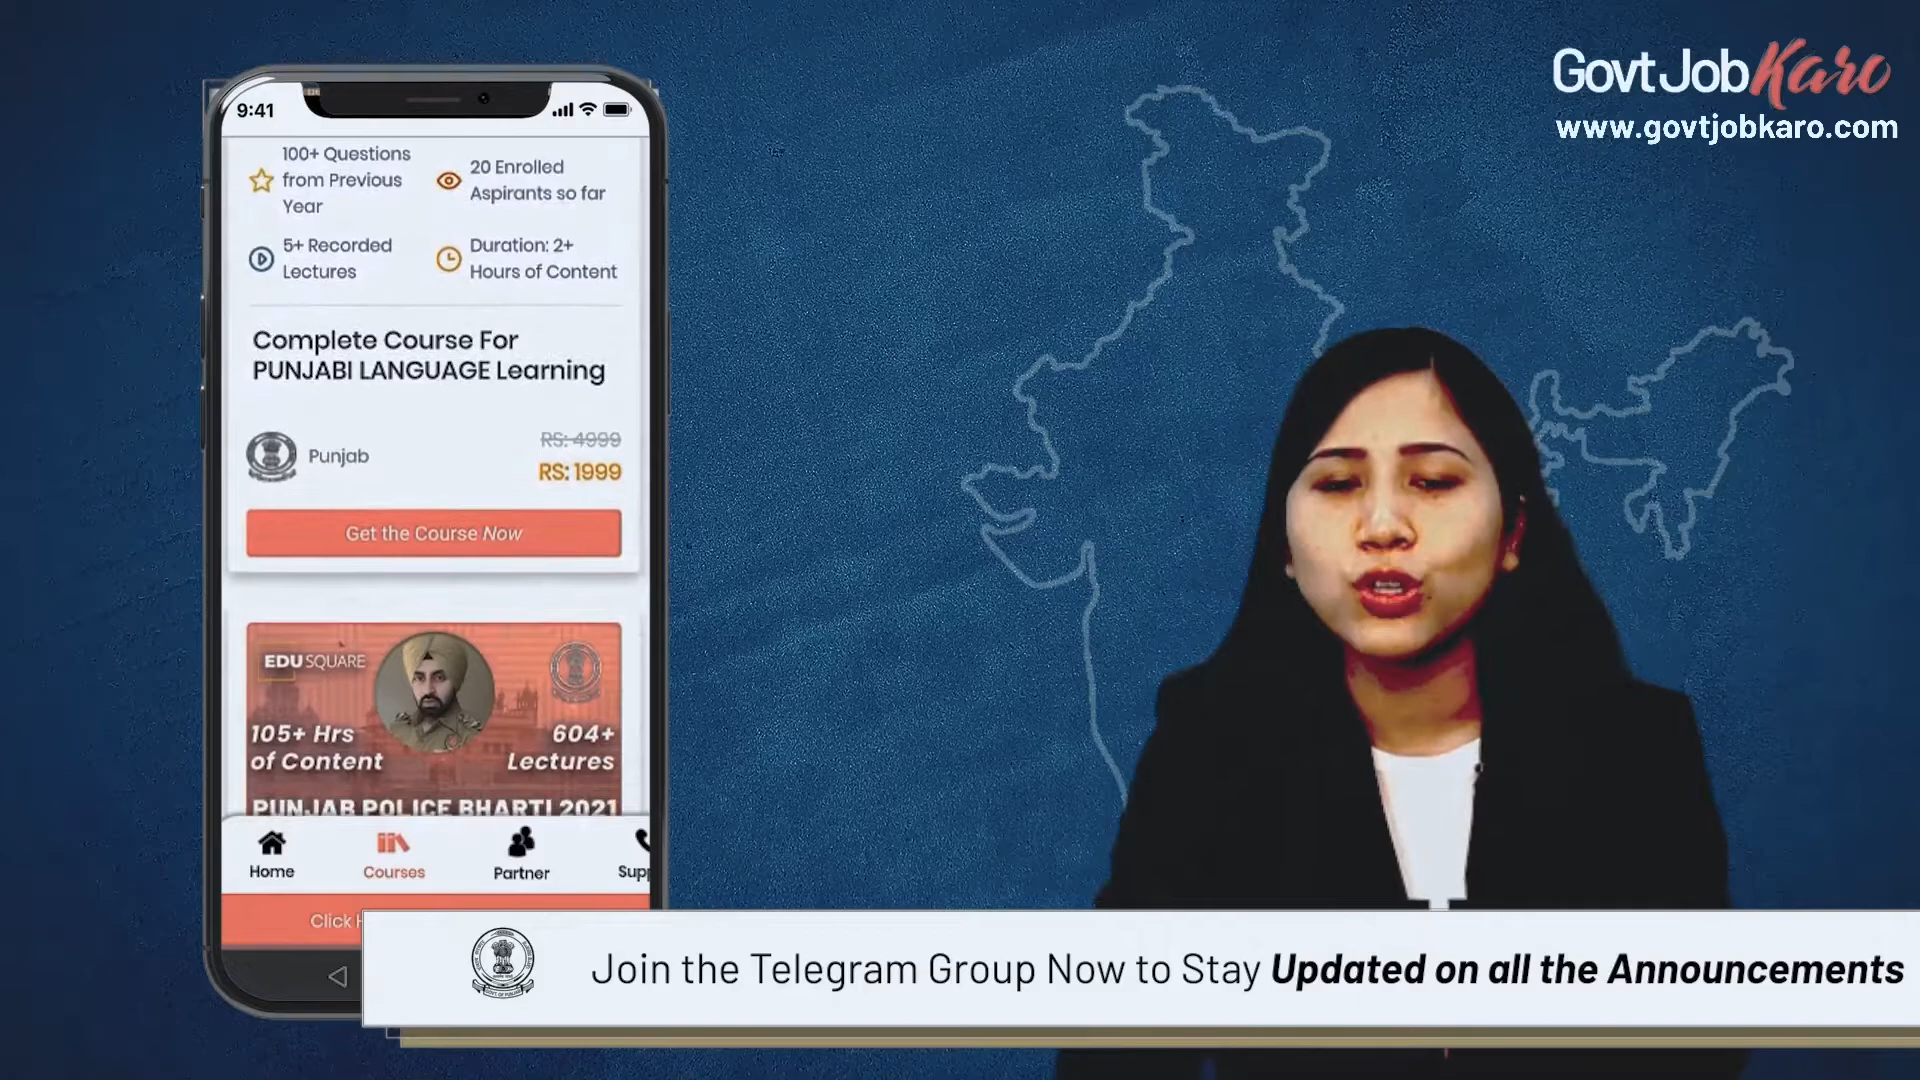 GovtJobKaro
www.govtjobkaro.com
9:41
100+ Questions
from Previous
Year
20 Enrolled
Aspirants so far
5+ Recorded
Lectures
Duration: 2+
Hours of Content
Complete Course For
PUNJABI LANGUAGE Learning
Punjab
RS: 4999
RS: 1999
Get the Course Now
EDUSQUARE
105+ Hrs
of Content
604+
Lectures
PUNJAB POLICE BHARTI 2021
Home
Courses
Partner
Supp
Click
Join the Telegram Group Now to Stay Updated on all the Announcements